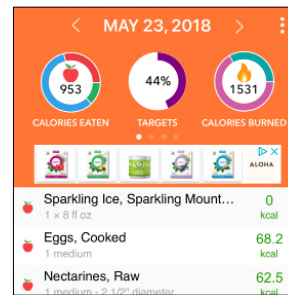 < MAY 23, 2018 >
953
44%
1531
CALORIES EATEN
TARGETS
CALORIES BURNED
ALOHA
Sparkling Ice, Sparkling Mount...
0
1 x 8 fl oz
kcal
Eggs, Cooked
68.2
1 medium
kcal
Nectarines, Raw
62.5
1 medium - 2 1/2" diameter
kcal